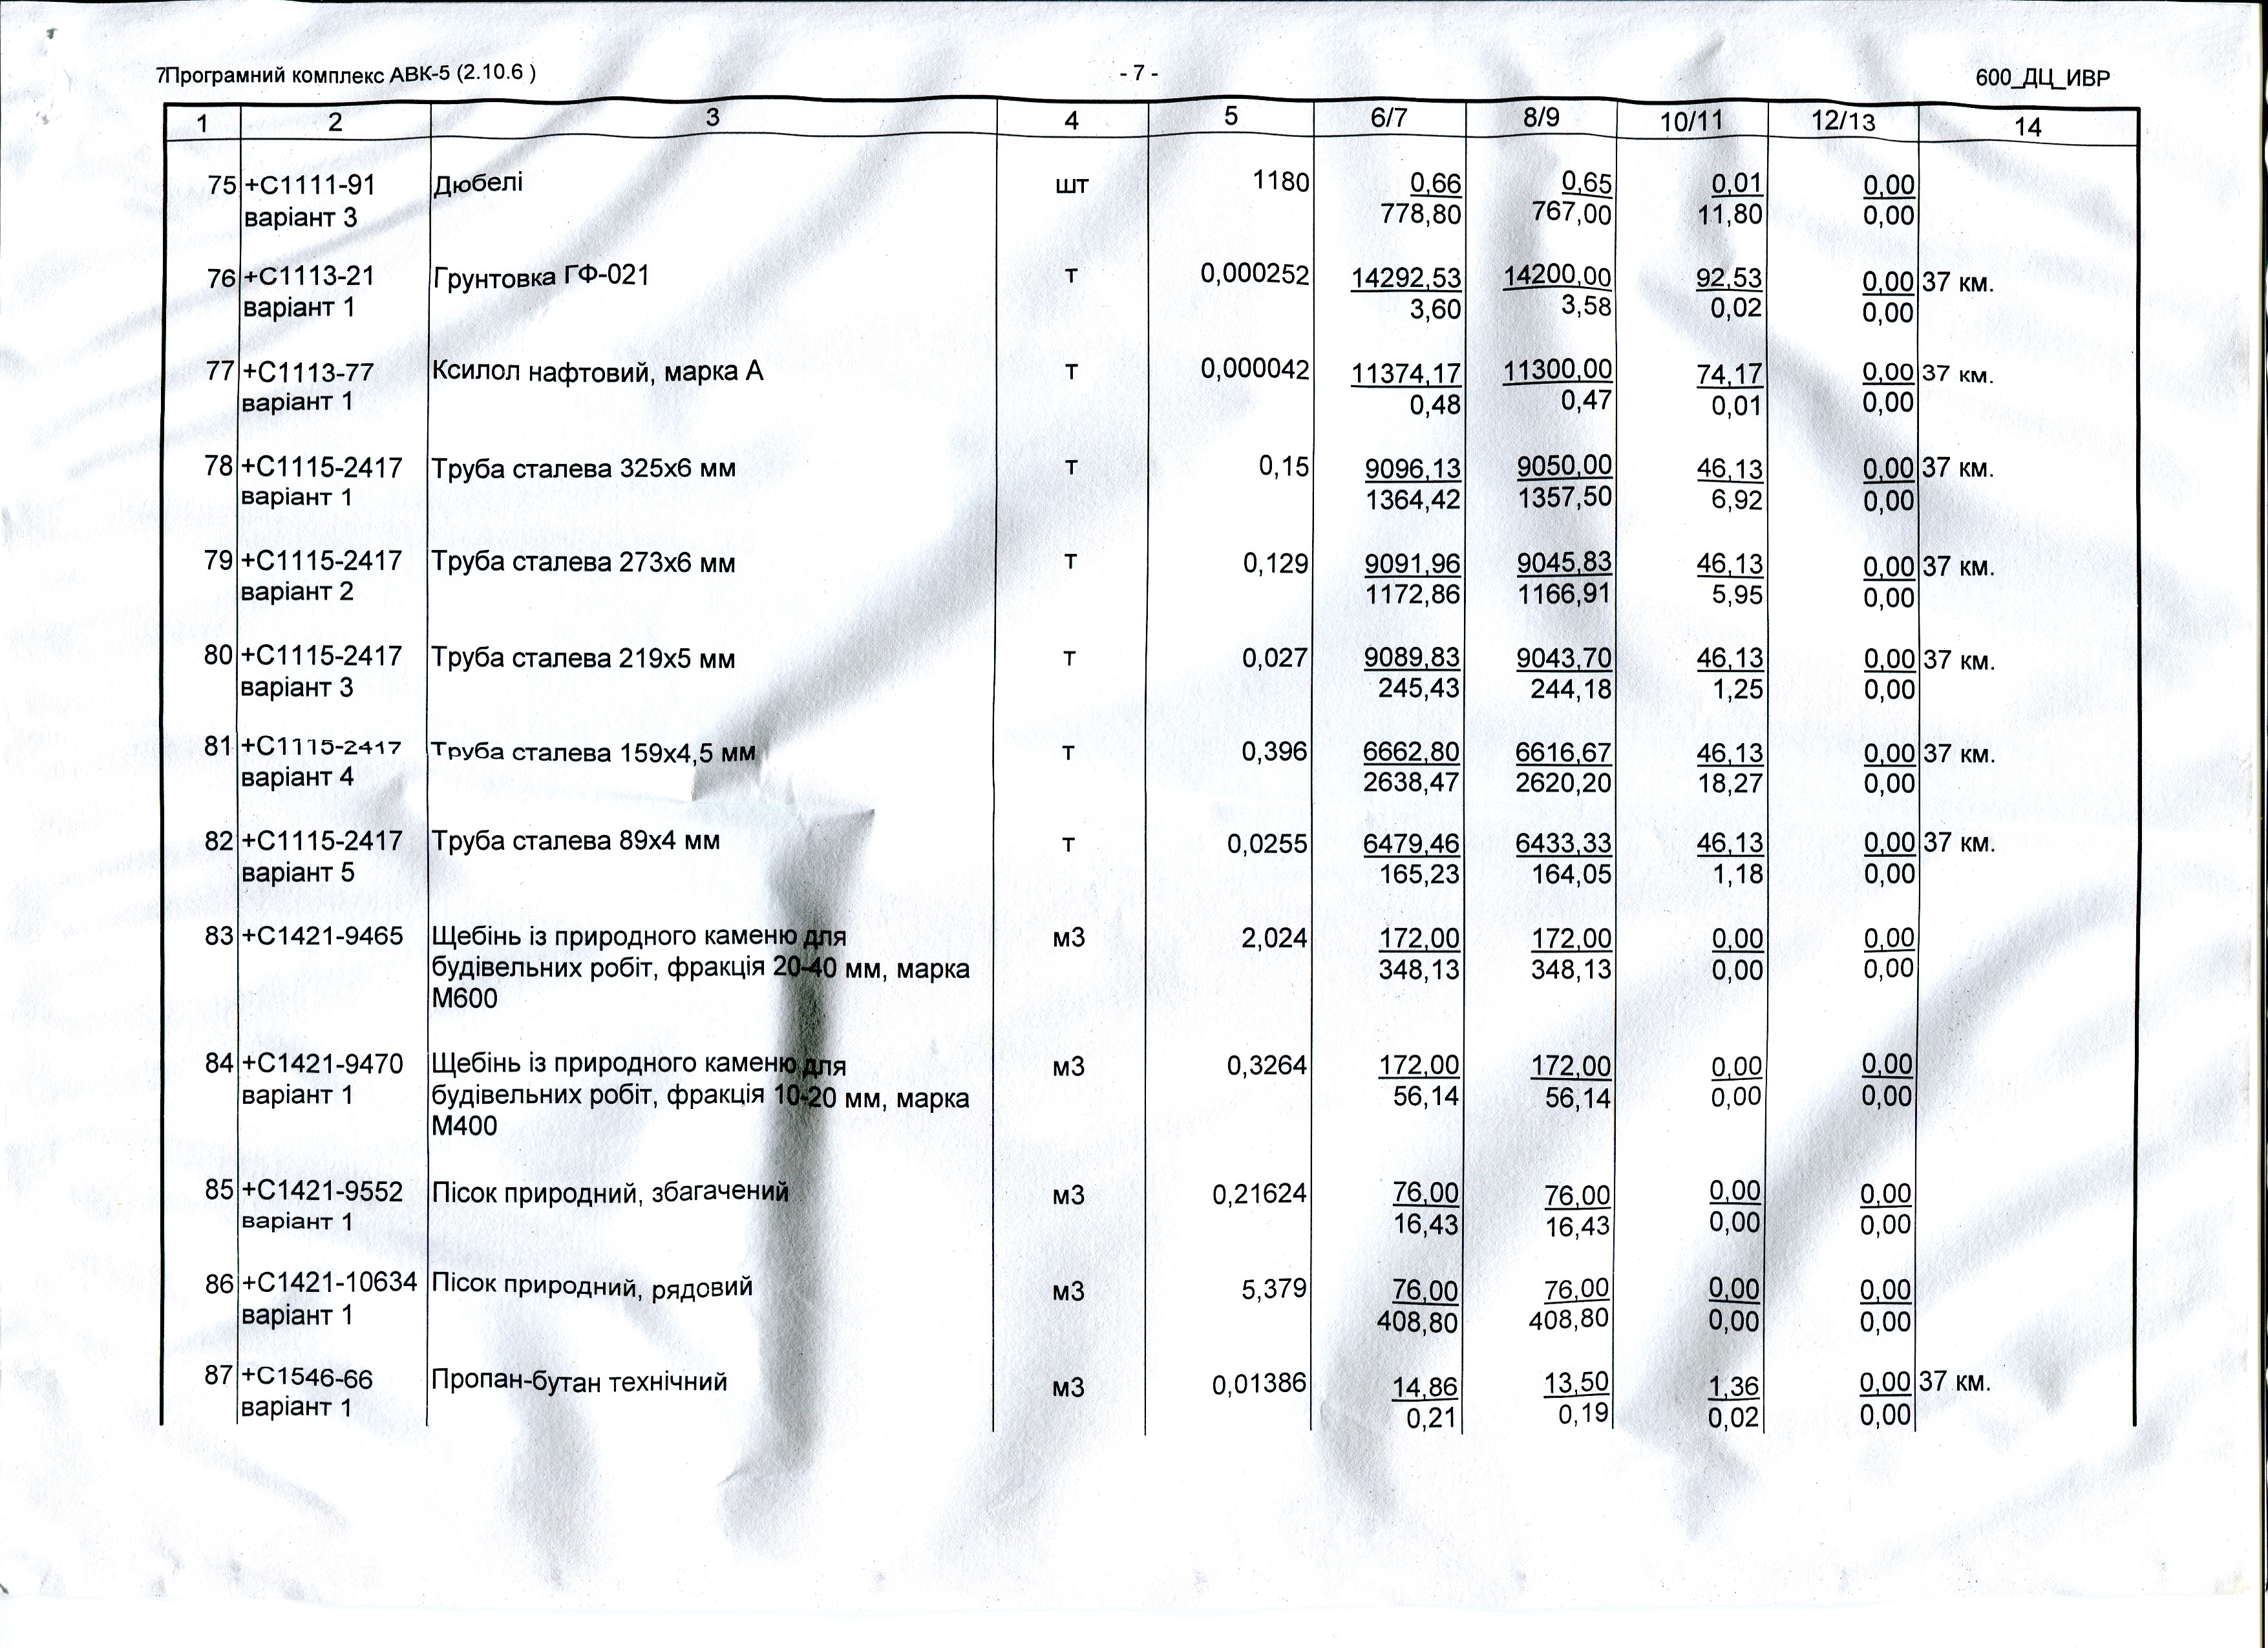 7Програмний комплекс АВК-5 (2.10.6 ) - 7 - 600_ДЦ_ИВР
1 2 3 4 5 6/7 8/9 10/11 12/13 14
75 +С1111-91 Дюбелі шт 1180 0,66 0,65 0,01 0,00
варіант 3 778,80 767,00 11,80 0,00
76 +С1113-21 Грунтовка ГФ-021 т 0,000252 14292,53 14200,00 92,53 0,00 37 км.
варіант 1 3,60 3,58 0,02 0,00
77 +С1113-77 Ксилол нафтовий, марка А т 0,000042 11374,17 11300,00 74,17 0,00 37 км.
варіант 1 0,48 0,47 0,01 0,00
78 +С1115-2417 Труба сталева 325х6 мм т 0,15 9096,13 9050,00 46,13 0,00 37 км.
варіант 1 1364,42 1357,50 6,92 0,00
79 +С1115-2417 Труба сталева 273х6 мм т 0,129 9091,96 9045,83 46,13 0,00 37 км.
варіант 2 1172,86 1166,91 5,95 0,00
80 +С1115-2417 Труба сталева 219х5 мм т 0,027 9089,83 9043,70 46,13 0,00 37 км.
варіант 3 245,43 244,18 1,25 0,00
81 +С1115-2417 Труба сталева 159х4,5 мм т 0,396 6662,80 6616,67 46,13 0,00 37 км.
варіант 4 2638,47 2620,20 18,27 0,00
82 +С1115-2417 Труба сталева 89х4 мм т 0,0255 6479,46 6433,33 46,13 0,00 37 км.
варіант 5 165,23 164,05 1,18 0,00
83 +С1421-9465 Щебінь із природного каменю для м3 2,024 172,00 172,00 0,00 0,00
будівельних робіт, фракція 20-40 мм, марка 348,13 348,13 0,00 0,00
М600
84 +С1421-9470 Щебінь із природного каменю для м3 0,3264 172,00 172,00 0,00 0,00
варіант 1 будівельних робіт, фракція 10-20 мм, марка 56,14 56,14 0,00 0,00
М400
85 +С1421-9552 Пісок природний, збагачений м3 0,21624 76,00 76,00 0,00 0,00
варіант 1 16,43 16,43 0,00 0,00
86 +С1421-10634 Пісок природний, рядовий м3 5,379 76,00 76,00 0,00 0,00
варіант 1 408,80 408,80 0,00 0,00
87 +С1546-66 Пропан-бутан технічний м3 0,01386 14,86 13,50 1,36 0,00 37 км.
варіант 1 0,21 0,19 0,02 0,00